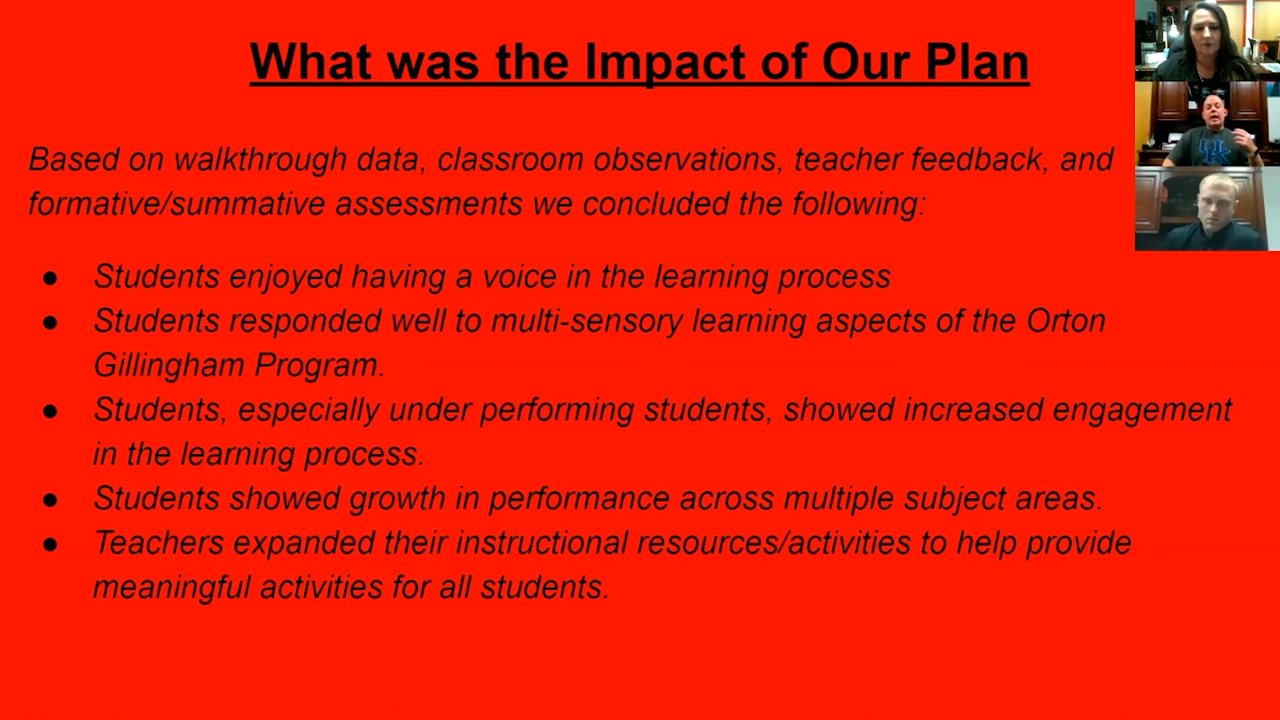 What was the Impact of Our Plan
Based on walkthrough data, classroom observations, teacher feedback, and
formative/summative assessments we concluded the following:
● Students enjoyed having a voice in the learning process
● Students responded well to multi-sensory learning aspects of the Orton
Gillingham Program.
● Students, especially under performing students, showed increased engagement
in the learning process.
● Students showed growth in performance across multiple subject areas.
● Teachers expanded their instructional resources/activities to help provide
meaningful activities for all students.
UK